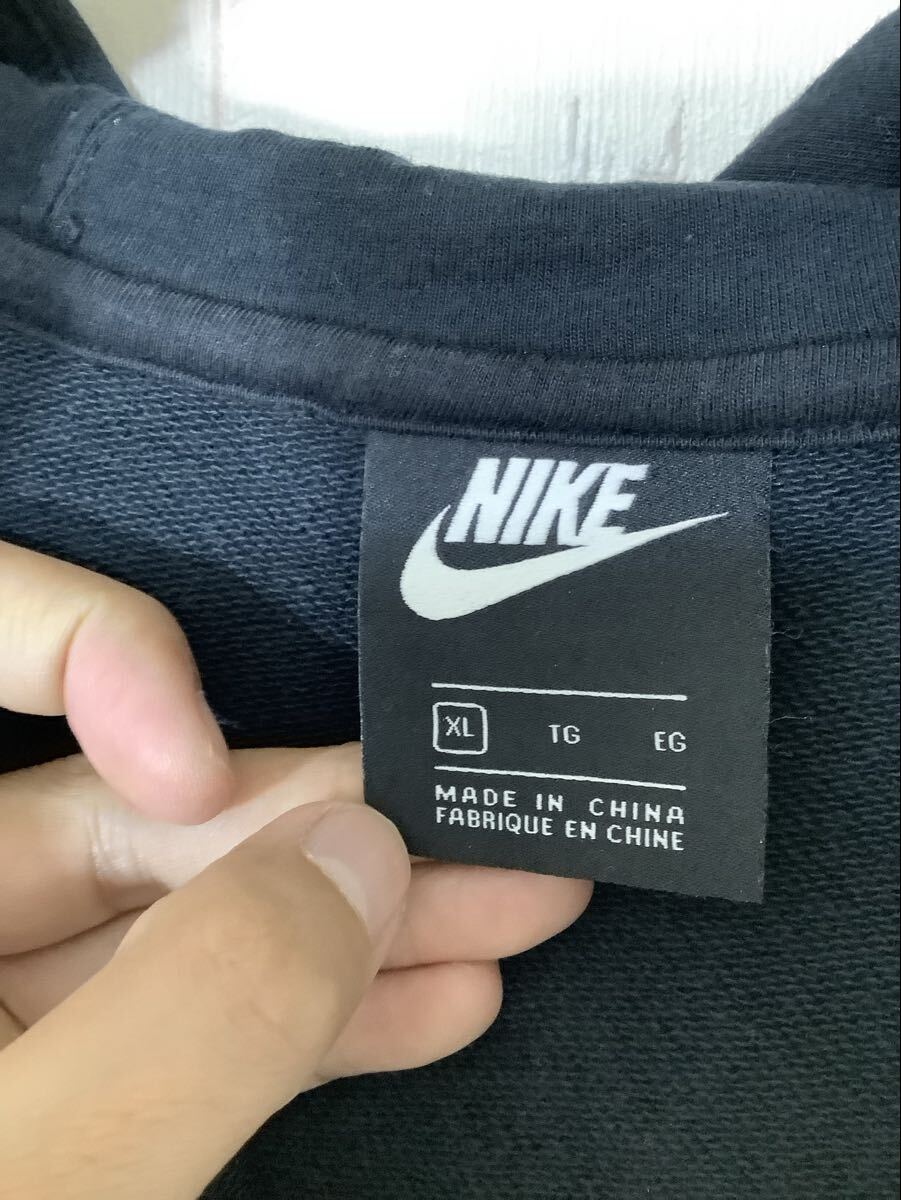 NIKE
XL TG EG
MADE IN CHINA
FABRIQUE EN CHINE